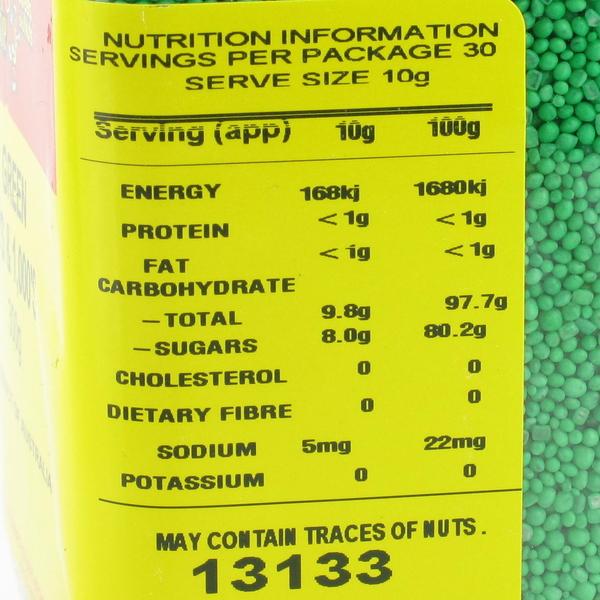 NUTRITION INFORMATION
SERVINGS PER PACKAGE 30
SERVE SIZE 10g
Serving (app) 10g 100g
ENERGY 168kj 1680kj
PROTEIN <1g <1g
FAT <1g <1g
CARBOHYDRATE
–TOTAL 9.8g 97.7g
–SUGARS 8.0g 80.2g
CHOLESTEROL 0 0
DIETARY FIBRE 0 0
SODIUM 5mg 22mg
POTASSIUM 0 0
MAY CONTAIN TRACES OF NUTS.
13133
GREEN